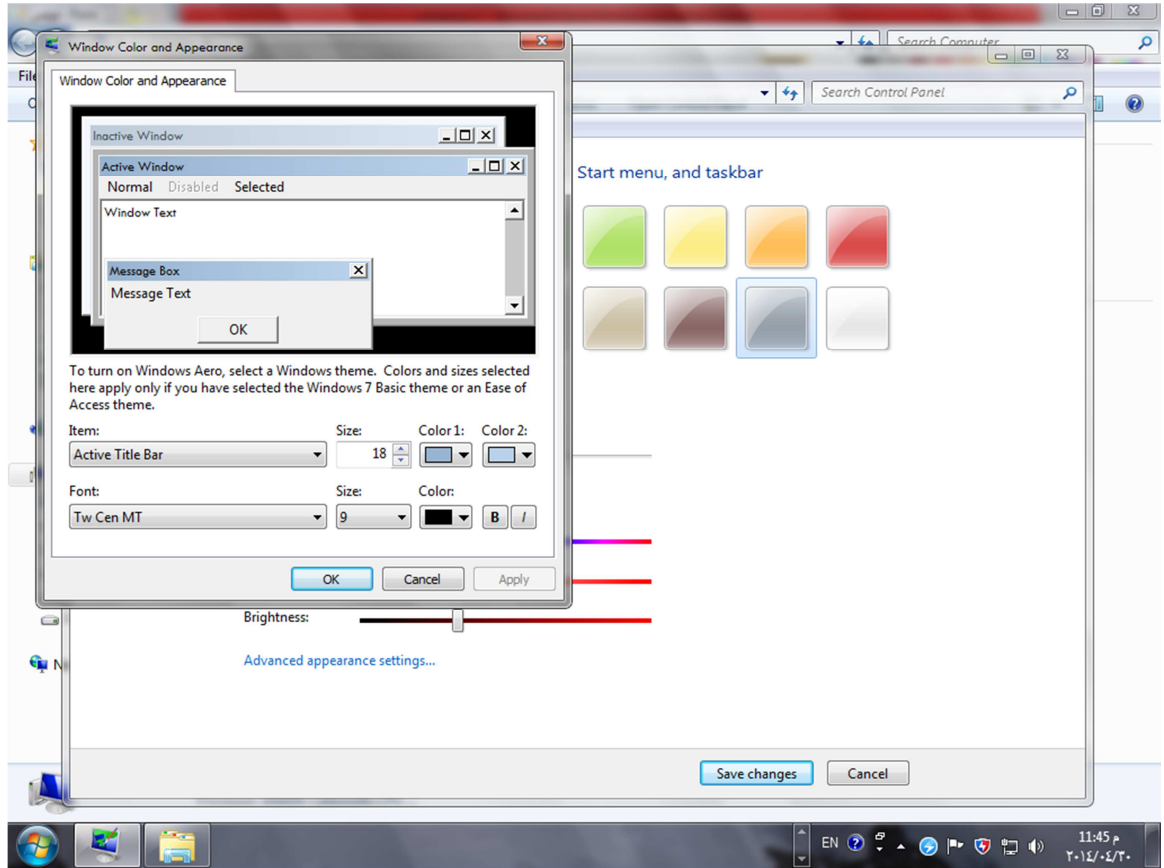 Search Computer
Window Color and Appearance
File
Window Color and Appearance
Search Control Panel
Inactive Window
Active Window
Normal Disabled Selected
Window Text
Message Box
Message Text
OK
Start menu, and taskbar
To turn on Windows Aero, select a Windows theme. Colors and sizes selected
here apply only if you have selected the Windows 7 Basic theme or an Ease of
Access theme.
Item: Size: Color 1: Color 2:
Active Title Bar 18
Font: Size: Color:
Tw Cen MT 9 B I
OK Cancel Apply
Brightness:
N
Advanced appearance settings...
Save changes Cancel
EN 11:45 م
٢٠١٤/٠٤/٣٠